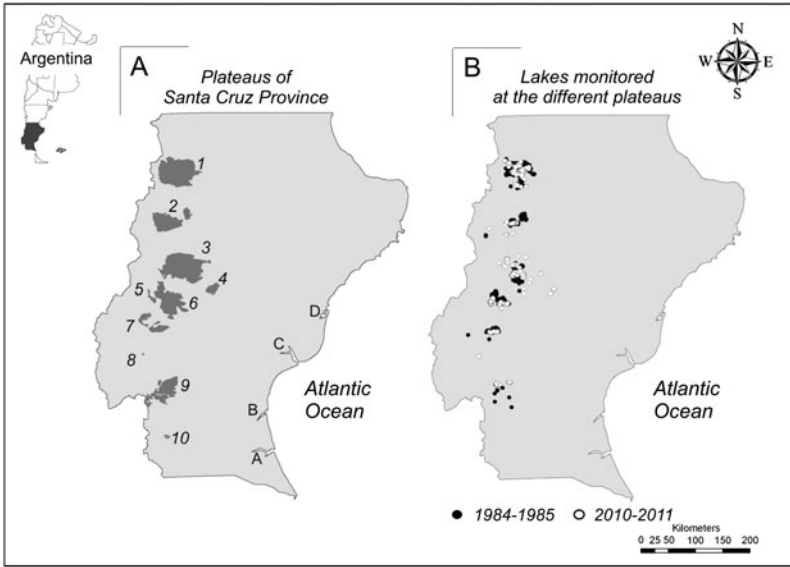 Argentina
A
Plateaus of
Santa Cruz Province
1
2
3
4
5
6
7
8
9
10
D
C
B
A
Atlantic
Ocean
B
Lakes monitored
at the different plateaus
N
W E
S
Atlantic
Ocean
1984-1985 2010-2011
Kilometers
0 25 50 100 150 200